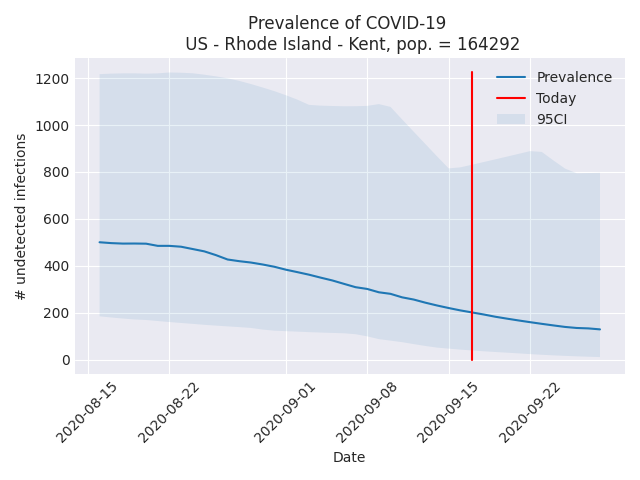 Prevalence of COVID-19
US - Rhode Island - Kent, pop. = 164292
Prevalence
Today
95CI
# undetected infections
1200
1000
800
600
400
200
0
2020-08-15
2020-08-22
2020-09-01
2020-09-08
2020-09-15
2020-09-22
Date